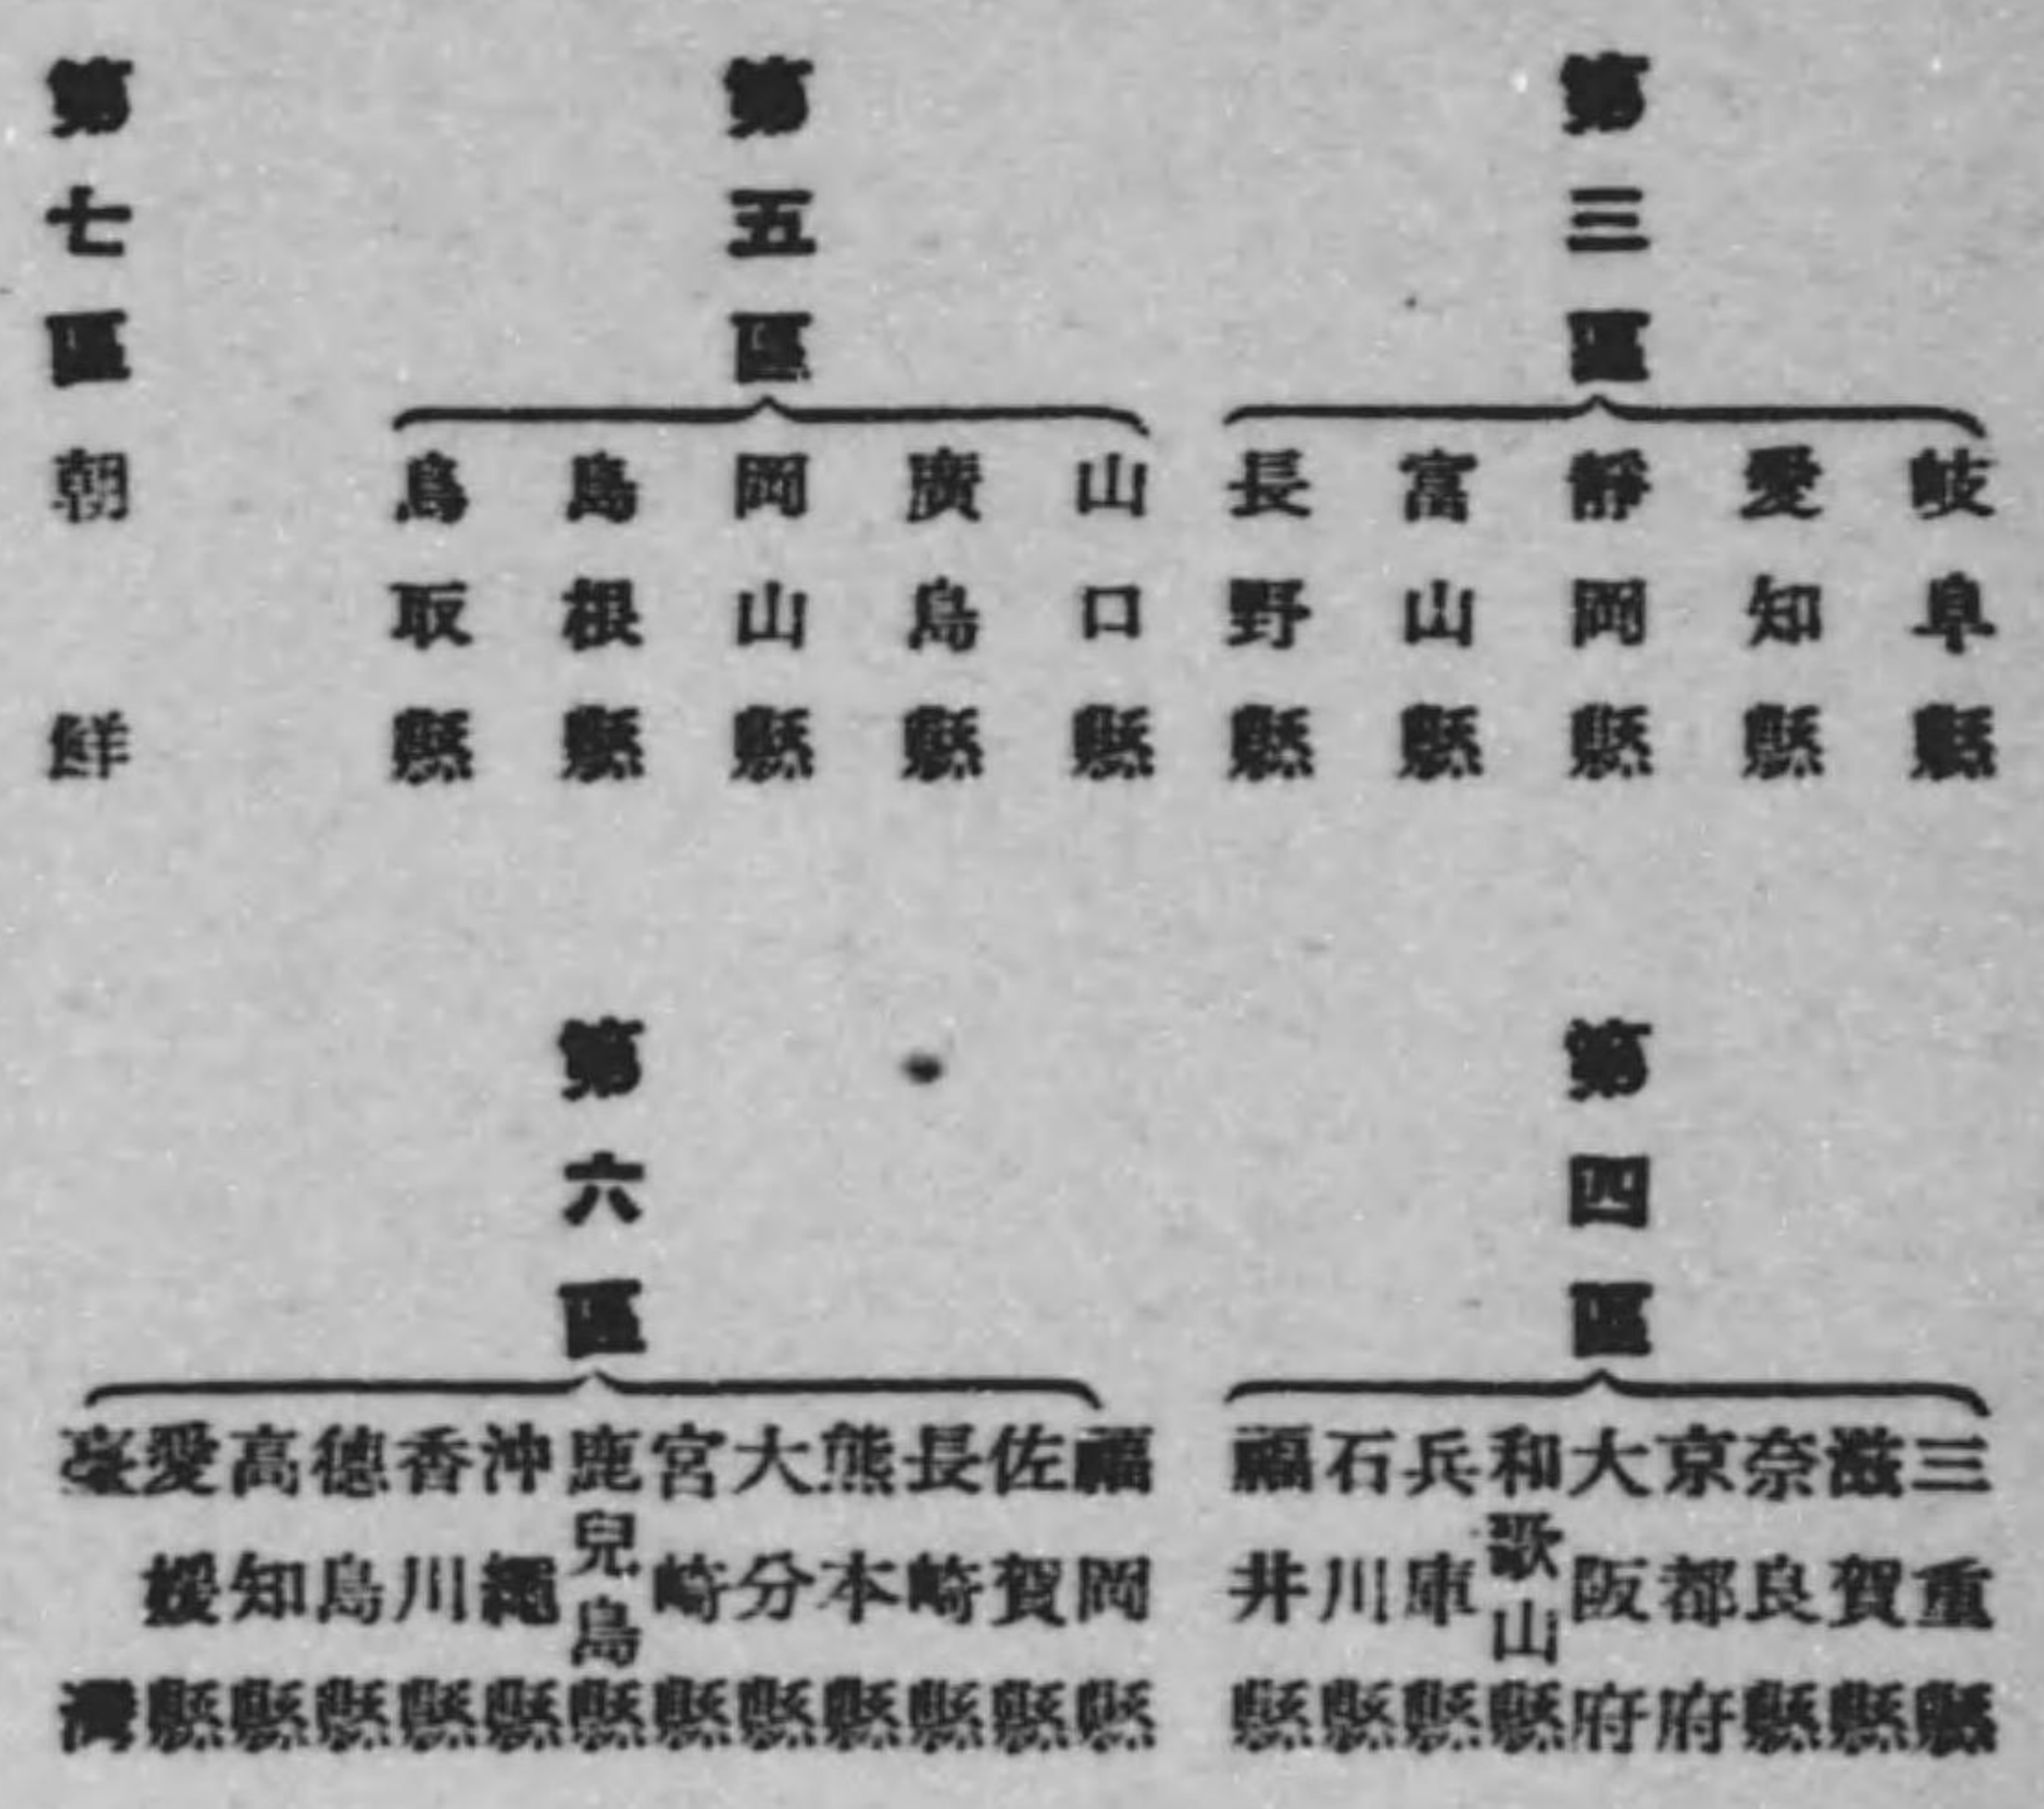 第三區
岐阜縣
愛知縣
靜岡縣
富山縣
長野縣
第四區
三重縣
滋賀縣
奈良縣
京都府
大阪府
和歌山縣
兵庫縣
石川縣
福井縣
第五區
山口縣
廣島縣
岡山縣
島根縣
鳥取縣
第六區
福岡縣
佐賀縣
長崎縣
熊本縣
大分縣
宮崎縣
鹿兒島縣
沖繩縣
香川縣
德島縣
高知縣
愛媛縣
臺灣
第七區
朝鮮